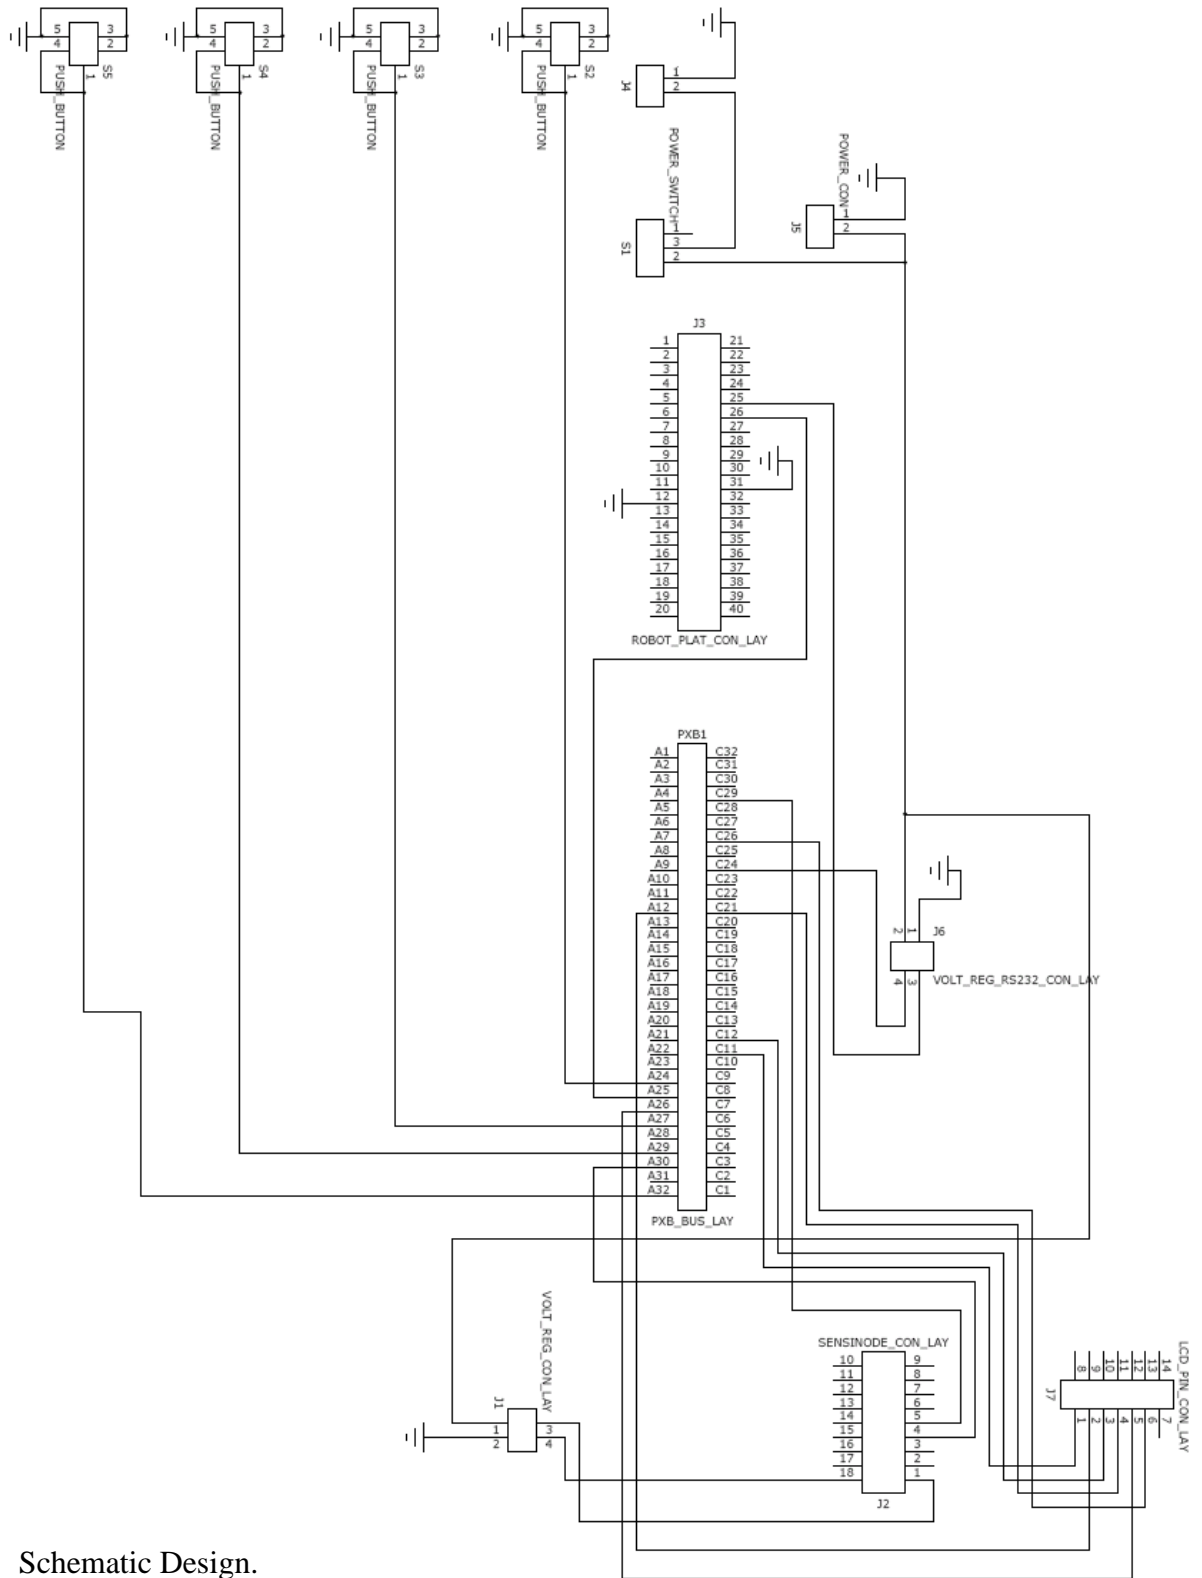 5 3
4 2
1
S5
PUSH_BUTTON
5 3
4 2
1
S4
PUSH_BUTTON
5 3
4 2
1
S3
PUSH_BUTTON
5 3
4 2
1
S2
PUSH_BUTTON
J4
1
2
POWER_SWITCH
S1
1
3
2
POWER_CON
J5
1
2
J3
1 21
2 22
3 23
4 24
5 25
6 26
7 27
8 28
9 29
10 30
11 31
12 32
13 33
14 34
15 35
16 36
17 37
18 38
19 39
20 40
ROBOT_PLAT_CON_LAY
PXB1
A1 C32
A2 C31
A3 C30
A4 C29
A5 C28
A6 C27
A7 C26
A8 C25
A9 C24
A10 C23
A11 C22
A12 C21
A13 C20
A14 C19
A15 C18
A16 C17
A17 C16
A18 C15
A19 C14
A20 C13
A21 C12
A22 C11
A23 C10
A24 C9
A25 C8
A26 C7
A27 C6
A28 C5
A29 C4
A30 C3
A31 C2
A32 C1
PXB_BUS_LAY
2 1
J6
4 3
VOLT_REG_RS232_CON_LAY
VOLT_REG_CON_LAY
J1
1 3
2 4
SENSINODE_CON_LAY
10 9
11 8
12 7
13 6
14 5
15 4
16 3
17 2
18 1
J2
LCD_PIN_CON_LAY
8 9 10 11 12 13 14
J7
1 2 3 4 5 6 7
Schematic Design.